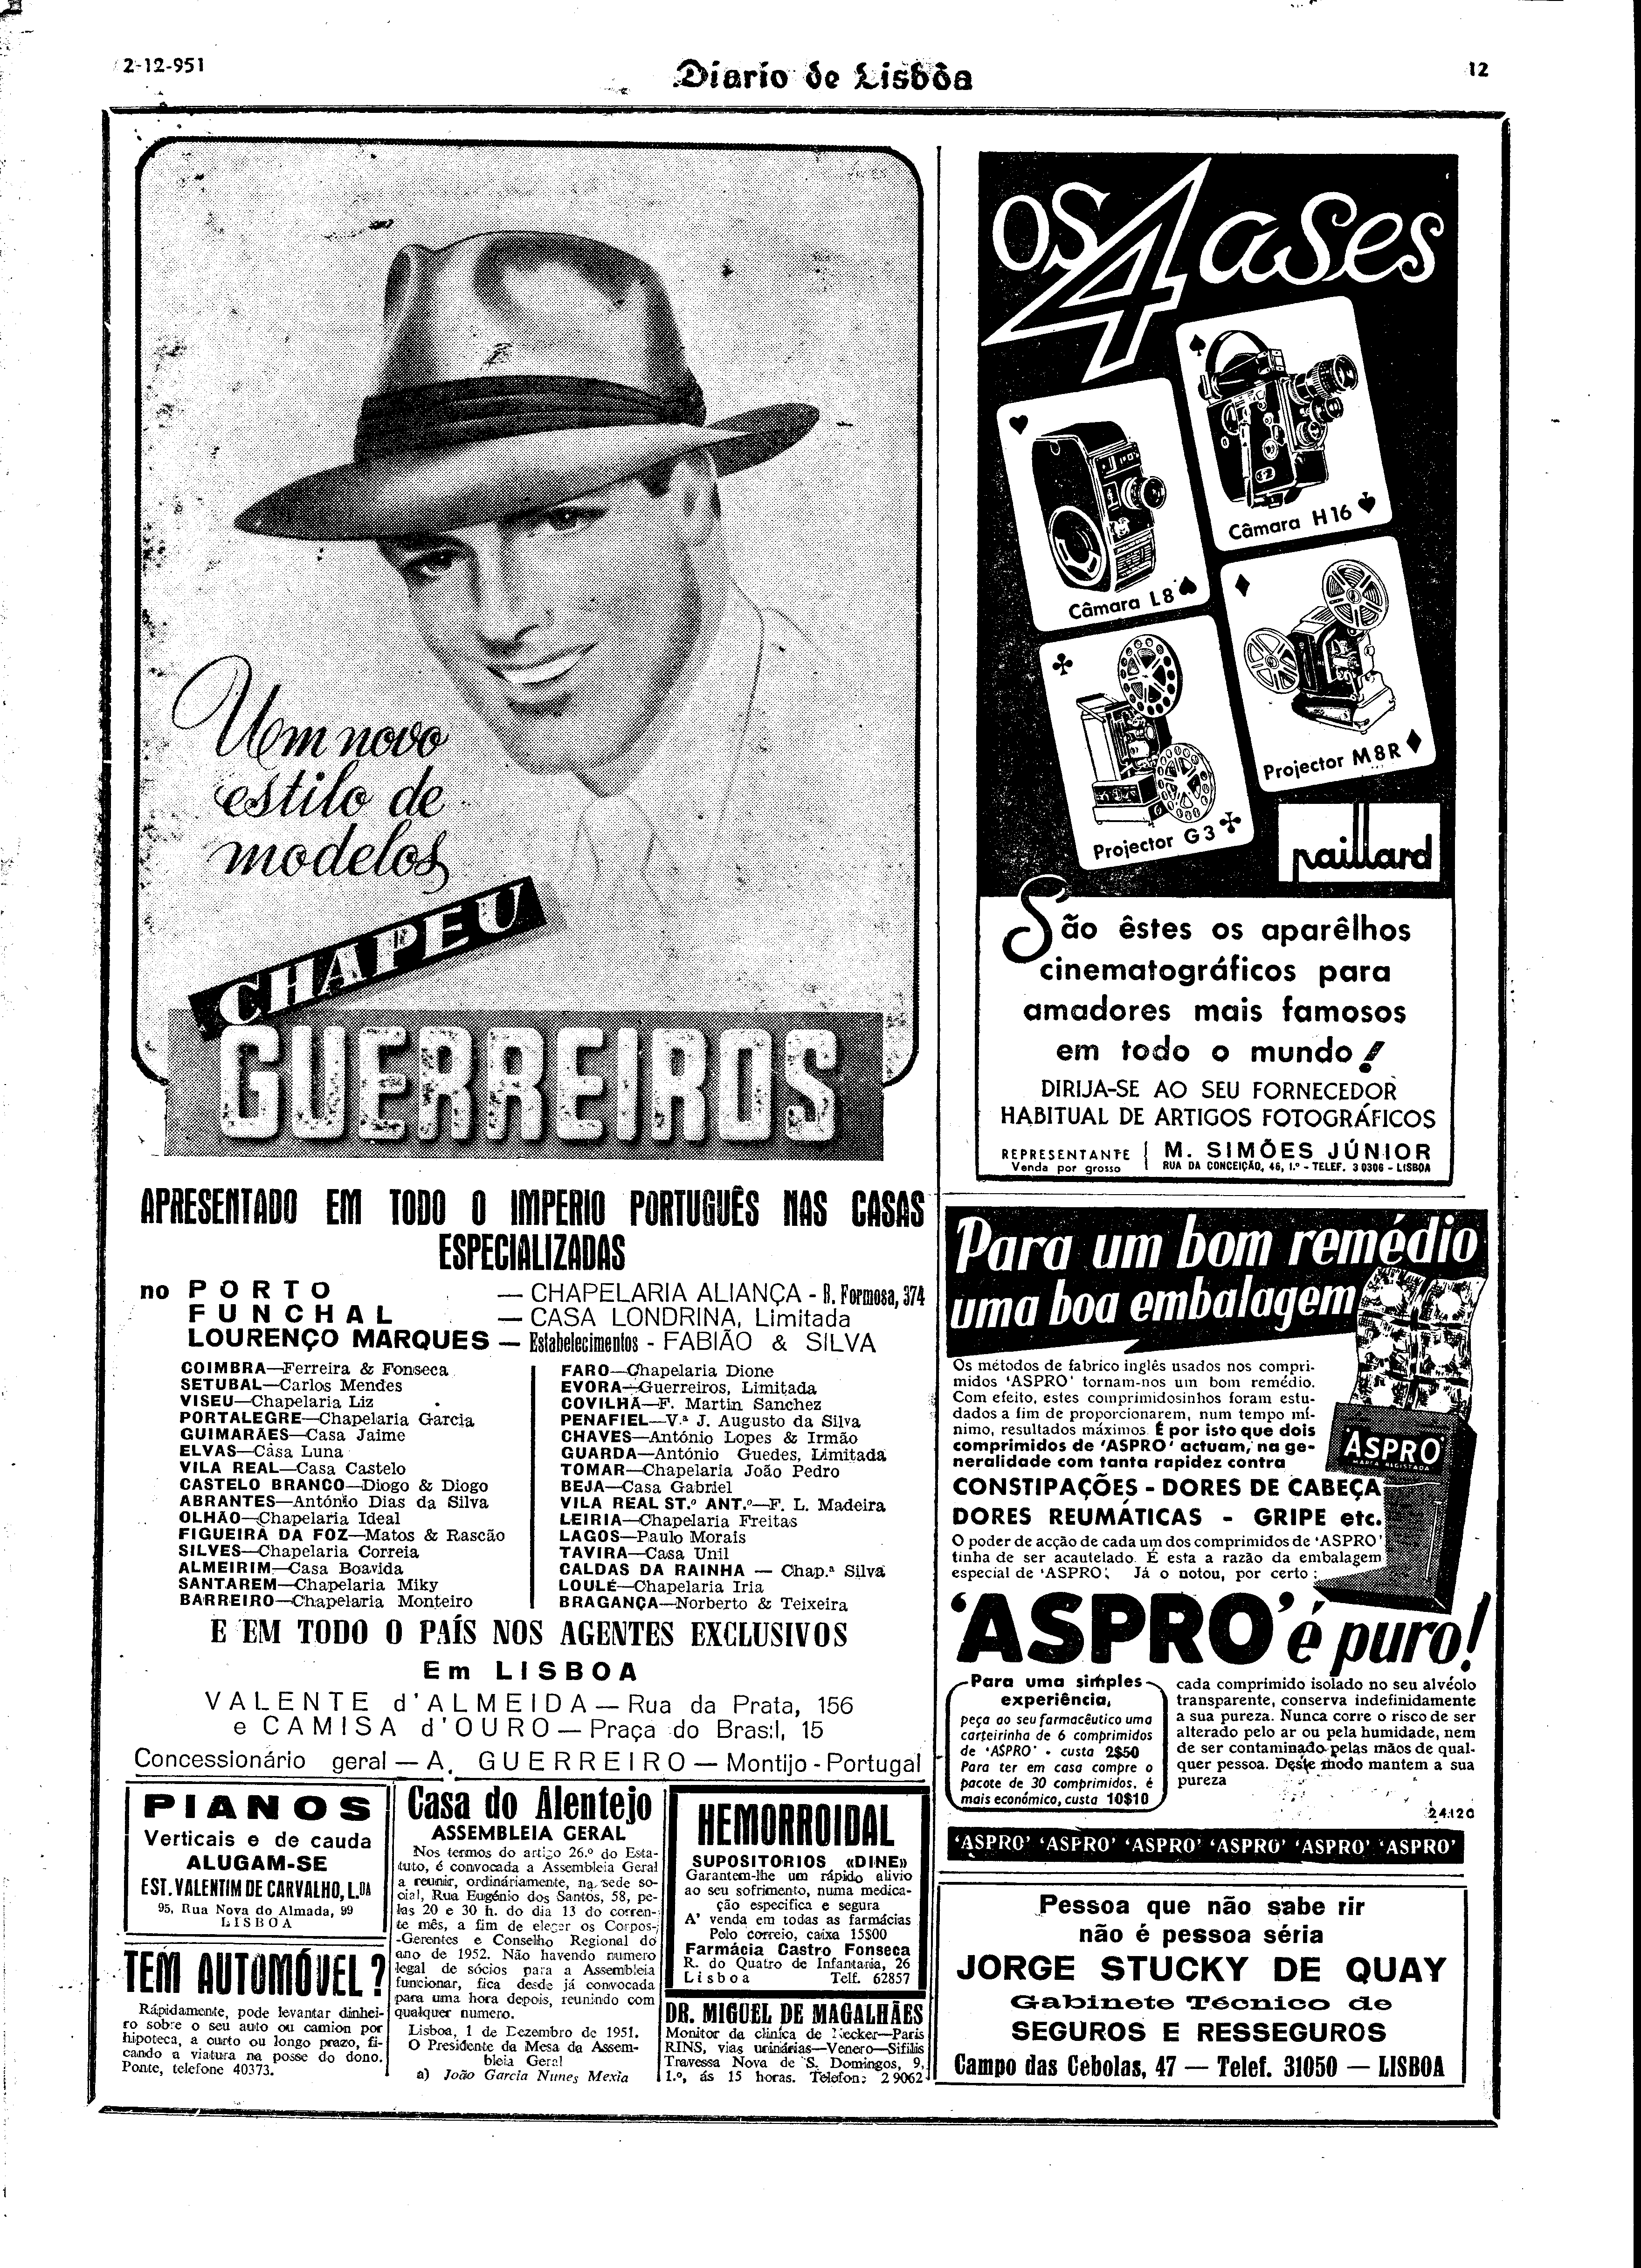 2-12-951
Diario de Lisbôa
12
Um novo
estilo de
modelos
CHAPEU
GUERREIROS
APRESENTADO EM TODO O IMPERIO PORTUGUÊS NAS CASAS
ESPECIALIZADAS
no PORTO — CHAPELARIA ALIANÇA - R. Formosa, 374
FUNCHAL — CASA LONDRINA, Limitada
LOURENÇO MARQUES — Estabelecimentos - FABIÃO & SILVA
COIMBRA—Ferreira & Fonseca
SETUBAL—Carlos Mendes
VISEU—Chapelaria Liz
PORTALEGRE—Chapelaria Garcia
GUIMARÃES—Casa Jaime
ELVAS—Casa Luna
VILA REAL—Casa Castelo
CASTELO BRANCO—Diogo & Diogo
ABRANTES—António Dias da Silva
OLHÃO—Chapelaria Ideal
FIGUEIRA DA FOZ—Matos & Rascão
SILVES—Chapelaria Correia
ALMEIRIM—Casa Boavida
SANTAREM—Chapelaria Miky
BARREIRO—Chapelaria Monteiro
FARO—Chapelaria Dione
EVORA—Guerreiros, Limitada
COVILHÃ—F. Martin Sanchez
PENAFIEL—V.ª J. Augusto da Silva
CHAVES—António Lopes & Irmão
GUARDA—António Guedes, Limitada
TOMAR—Chapelaria João Pedro
BEJA—Casa Gabriel
VILA REAL ST.º ANT.º—F. L. Madeira
LEIRIA—Chapelaria Freitas
LAGOS—Paulo Morais
TAVIRA—Casa Unil
CALDAS DA RAINHA — Chap.ª Silva
LOULÉ—Chapelaria Iria
BRAGANÇA—Norberto & Teixeira
E EM TODO O PAÍS NOS AGENTES EXCLUSIVOS
Em LISBOA
VALENTE d'ALMEIDA — Rua da Prata, 156
e CAMISA d'OURO — Praça do Brasil, 15
Concessionário geral — A. GUERREIRO — Montijo - Portugal
PIANOS
Verticais e de cauda
ALUGAM-SE
EST. VALENTIM DE CARVALHO, L.DA
95, Rua Nova do Almada, 99
LISBOA
TEM AUTOMÓVEL?
Rápidamente, pode levantar dinhei-
ro sobre o seu auto ou camion por
hipoteca, a curto ou longo prazo, fi-
cando a viatura na posse do dono.
Ponte, telefone 40373.
Casa do Alentejo
ASSEMBLEIA GERAL
Nos termos do artigo 26.º do Esta-
tuto, é convocada a Assembleia Geral
a reunir, ordináriamente, na sede so-
cial, Rua Eugénio dos Santos, 58, pe-
las 20 e 30 h. do dia 13 do corren-
te mês, a fim de eleger os Corpos-
-Gerentes e Conselho Regional do
ano de 1952. Não havendo numero
legal de sócios para a Assembleia
funcionar, fica desde já convocada
para uma hora depois, reunindo com
qualquer numero.
Lisboa, 1 de Dezembro de 1951.
O Presidente da Mesa da Assem-
bleia Geral
a) João Garcia Nunes Mexia
HEMORROIDAL
SUPOSITORIOS «DINE»
Garantem-lhe um rápido alivio
ao seu sofrimento, numa medica-
ção especifica e segura
A' venda em todas as farmácias
Pelo correio, caixa 15$00
Farmácia Castro Fonseca
R. do Quatro de Infantaria, 26
Lisboa Telf. 62857
DR. MIGUEL DE MAGALHÃES
Monitor da clinica de Necker—Paris
RINS, vias urinárias—Venero—Sifilis
Travessa Nova de S. Domingos, 9,
1.º, ás 15 horas. Telefon: 2 9062
OS 4 ases
Câmara H16
Câmara L8
Projector M8R
Projector G3
paillard
São êstes os aparêlhos
cinematográficos para
amadores mais famosos
em todo o mundo!
DIRIJA-SE AO SEU FORNECEDOR
HABITUAL DE ARTIGOS FOTOGRÁFICOS
REPRESENTANTE
Venda por grosso
M. SIMÕES JÚNIOR
RUA DA CONCEIÇÃO, 46, 1.º - TELEF. 3 0306 - LISBOA
Para um bom remédio
uma boa embalagem
Os métodos de fabrico inglês usados nos compri-
midos 'ASPRO' tornam-nos um bom remédio.
Com efeito, estes comprimidosinhos foram estu-
dados a fim de proporcionarem, num tempo mí-
nimo, resultados máximos. É por isto que dois
comprimidos de 'ASPRO' actuam, na ge-
neralidade com tanta rapidez contra
ASPRO
MARCA REGISTADA
CONSTIPAÇÕES - DORES DE CABEÇA
DORES REUMÁTICAS - GRIPE etc.
O poder de acção de cada um dos comprimidos de 'ASPRO'
tinha de ser acautelado. É esta a razão da embalagem
especial de 'ASPRO'. Já o notou, por certo:
'ASPRO' é puro!
Para uma simples
experiência,
peça ao seu farmacêutico uma
carteirinha de 6 comprimidos
de 'ASPRO' - custa 2$50
Para ter em casa compre o
pacote de 30 comprimidos, é
mais económico, custa 10$10
cada comprimido isolado no seu alvéolo
transparente, conserva indefinidamente
a sua pureza. Nunca corre o risco de ser
alterado pelo ar ou pela humidade, nem
de ser contaminado pelas mãos de qual-
quer pessoa. Deste modo mantem a sua
pureza
24.120
'ASPRO' 'ASPRO' 'ASPRO' 'ASPRO' 'ASPRO' 'ASPRO'
Pessoa que não sabe rir
não é pessoa séria
JORGE STUCKY DE QUAY
Gabinete Técnico de
SEGUROS E RESSEGUROS
Campo das Cebolas, 47 — Telef. 31050 — LISBOA